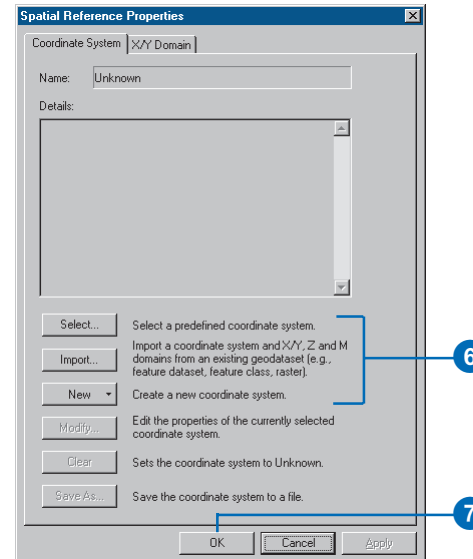 Spatial Reference Properties
Coordinate System
X/Y Domain
Name: Unknown
Details:
Select...
Select a predefined coordinate system.
Import...
Import a coordinate system and X/Y, Z and M
domains from an existing geodataset (e.g.,
feature dataset, feature class, raster).
New
Create a new coordinate system.
6
Modify...
Edit the properties of the currently selected
coordinate system.
Clear
Sets the coordinate system to Unknown.
Save As...
Save the coordinate system to a file.
7
OK
Cancel
Apply